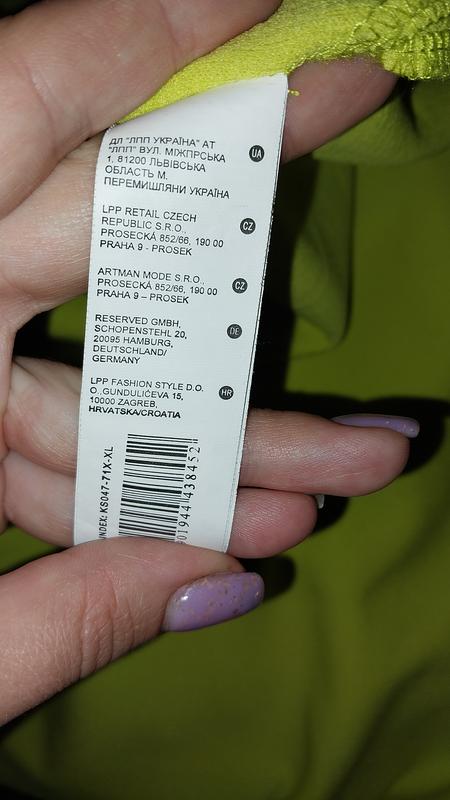 ДП "ЛПП УКРАЇНА" АТ
"ЛПП" ВУЛ. МІЖГІРСЬКА
1, 81200 ЛЬВІВСЬКА
ОБЛАСТЬ М.
ПЕРЕМИШЛЯНИ УКРАЇНА
UA
LPP RETAIL CZECH
REPUBLIC S.R.O.,
PROSECKÁ 852/66, 190 00
PRAHA 9 - PROSEK
CZ
ARTMAN MODE S.R.O.,
PROSECKÁ 852/66, 190 00
PRAHA 9 – PROSEK
CZ
RESERVED GMBH,
SCHOPENSTEHL 20,
20095 HAMBURG,
DEUTSCHLAND/
GERMANY
DE
LPP FASHION STYLE D.O.
O.,GUNDULIĆEVA 15,
10000 ZAGREB,
HRVATSKA/CROATIA
HR
INDEX: KS047-71X-XL